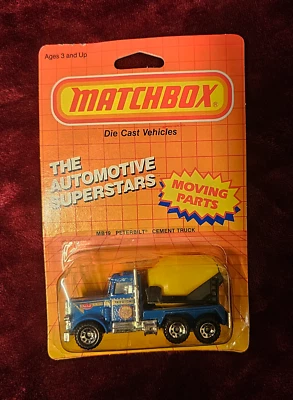 Ages 3 and Up
MATCHBOX®
Die Cast Vehicles
THE
AUTOMOTIVE
SUPERSTARS
MOVING
PARTS
MB19 PETERBILT® CEMENT TRUCK